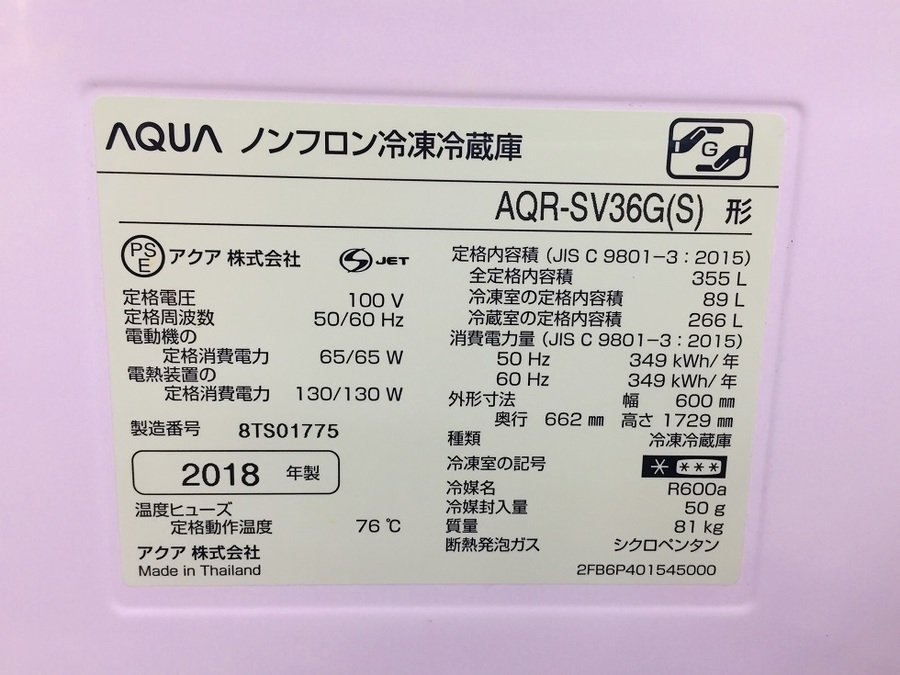 AQUA ノンフロン冷凍冷蔵庫
G
AQR-SV36G(S) 形
PS
E
アクア 株式会社
S JET
定格電圧 100 V
定格周波数 50/60 Hz
電動機の
定格消費電力 65/65 W
電熱装置の
定格消費電力 130/130 W
製造番号 8TS01775
2018 年製
温度ヒューズ
定格動作温度 76 ℃
アクア 株式会社
Made in Thailand
定格内容積 (JIS C 9801-3:2015)
全定格内容積 355 L
冷凍室の定格内容積 89 L
冷蔵室の定格内容積 266 L
消費電力量 (JIS C 9801-3:2015)
50 Hz 349 kWh/年
60 Hz 349 kWh/年
外形寸法 幅 600 ㎜
奥行 662 ㎜ 高さ 1729 ㎜
種類 冷凍冷蔵庫
冷凍室の記号 * ***
冷媒名 R600a
冷媒封入量 50 g
質量 81 kg
断熱発泡ガス シクロペンタン
2FB6P401545000